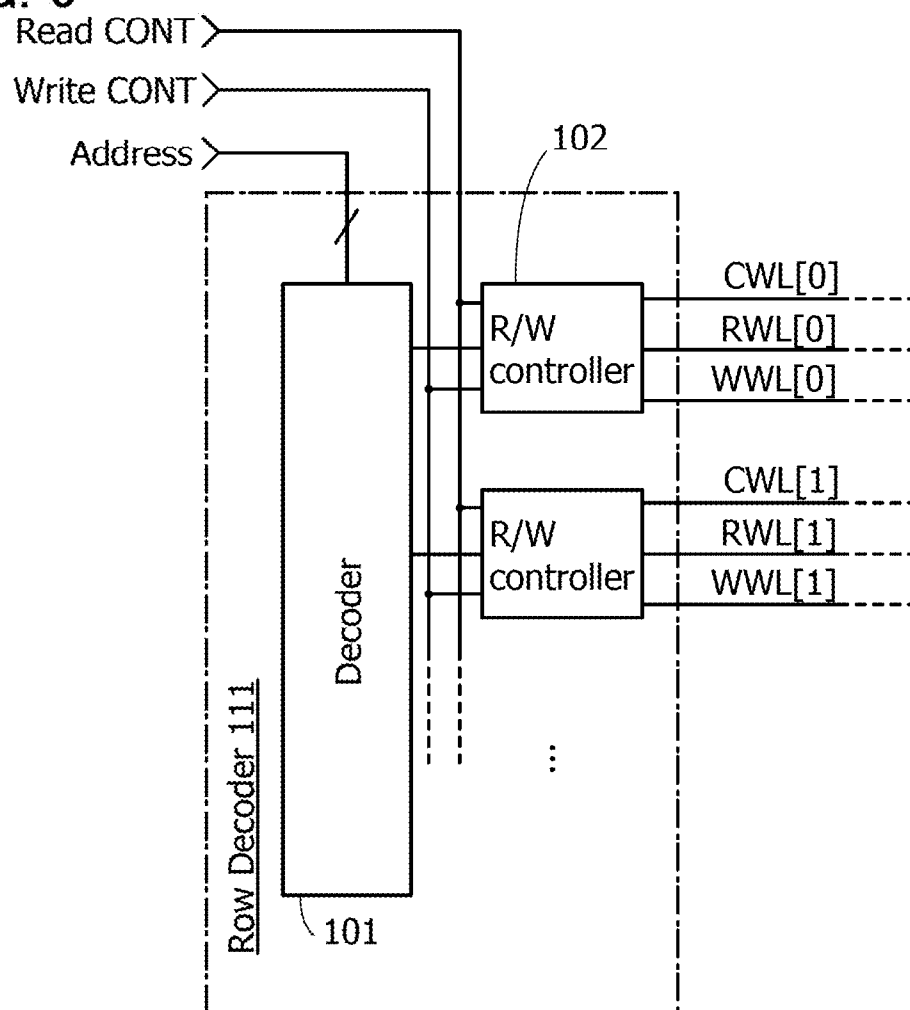 Read CONT
Write CONT
Address
102
CWL[0]
R/W
controller
RWL[0]
WWL[0]
CWL[1]
R/W
controller
RWL[1]
WWL[1]
Decoder
Row Decoder 111
101